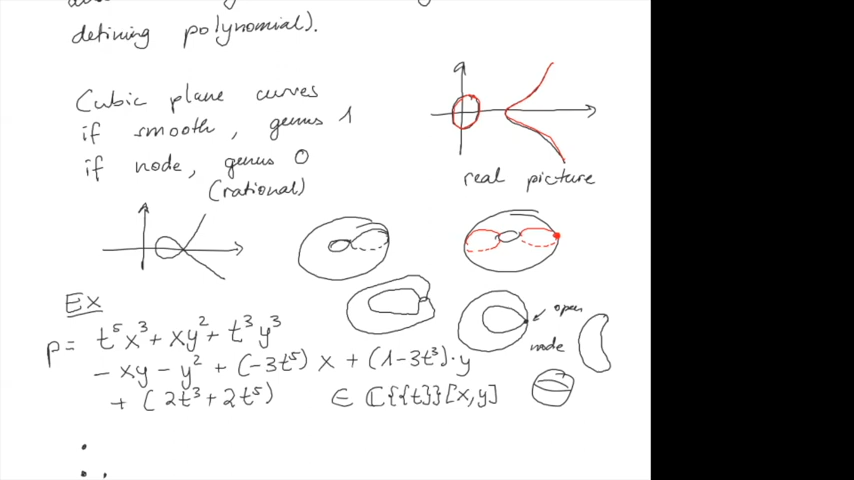 defining polynomial).
Cubic plane curves
if smooth, genus 1
if node, genus 0
(rational)
real picture
open
node
Ex
p = t⁵x³ + xy² + t³y³
- xy - y² + (-3t⁵) x + (1-3t³)·y
+ (2t³ + 2t⁵) ∈ ℂ{{t}}[x,y]